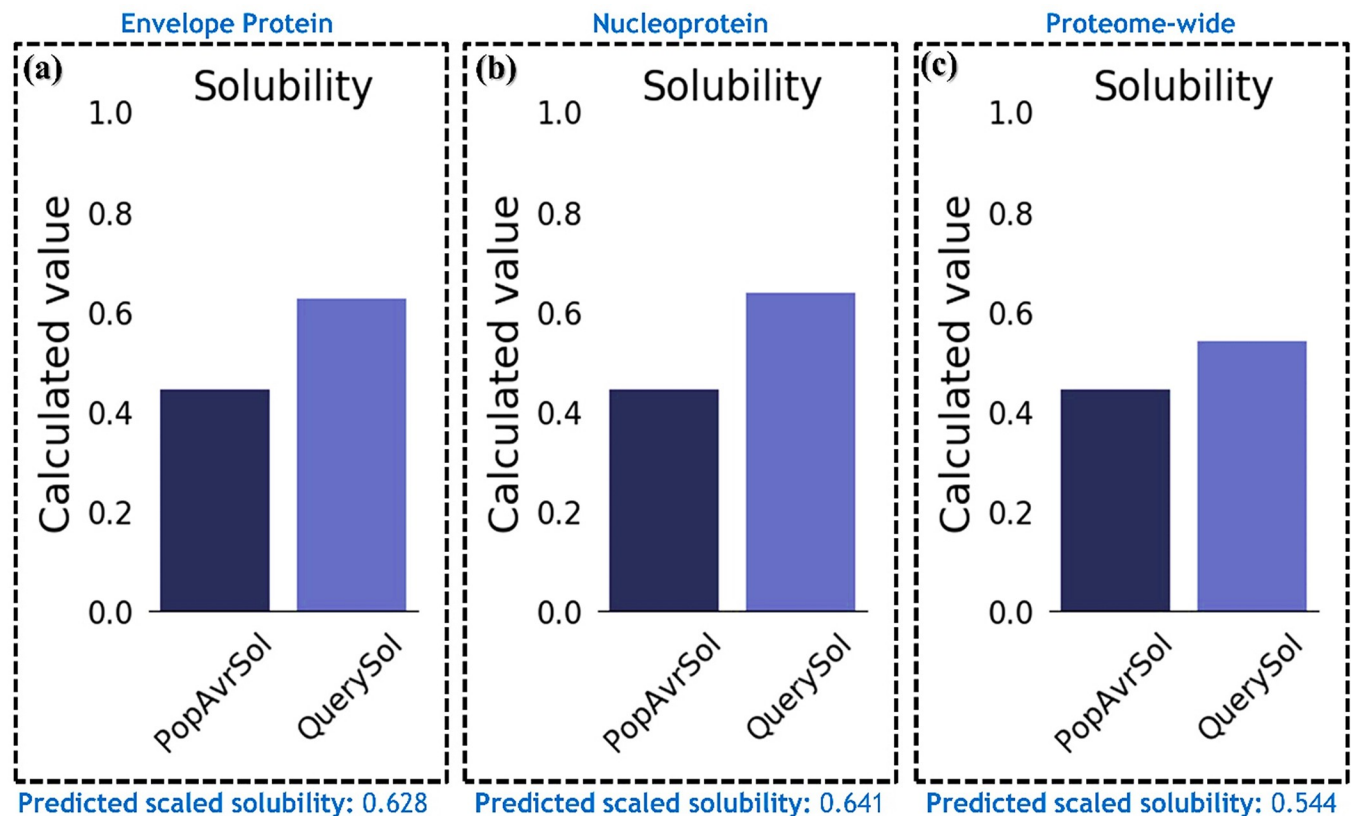 Envelope Protein
Nucleoprotein
Proteome-wide
(a)
Solubility
1.0
0.8
0.6
0.4
0.2
0.0
Calculated value
PopAvrSol
QuerySol
Predicted scaled solubility: 0.628
(b)
Solubility
1.0
0.8
0.6
0.4
0.2
0.0
Calculated value
PopAvrSol
QuerySol
Predicted scaled solubility: 0.641
(c)
Solubility
1.0
0.8
0.6
0.4
0.2
0.0
Calculated value
PopAvrSol
QuerySol
Predicted scaled solubility: 0.544